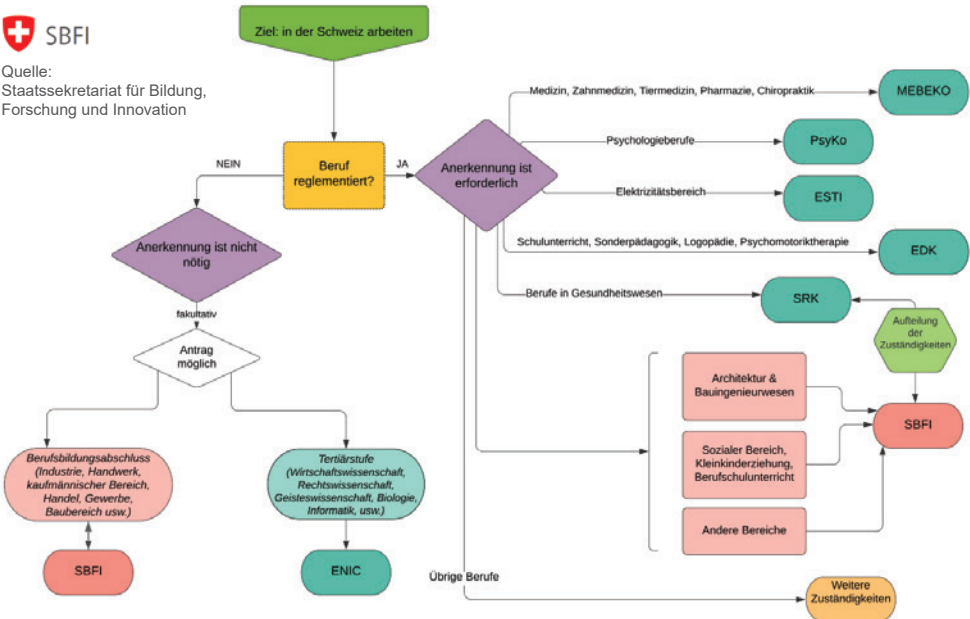 SBFI
Quelle:
Staatssekretariat für Bildung,
Forschung und Innovation
Ziel: in der Schweiz arbeiten
NEIN
Beruf
reglementiert?
JA
Anerkennung ist
erforderlich
Medizin, Zahnmedizin, Tiermedizin, Pharmazie, Chiropraktik
MEBEKO
Psychologieberufe
PsyKo
Elektrizitätsbereich
ESTI
Schulunterricht, Sonderpädagogik, Logopädie, Psychomotoriktherapie
EDK
Berufe in Gesundheitswesen
SRK
Aufteilung
der
Zuständigkeiten
Anerkennung ist nicht
nötig
fakultativ
Antrag
möglich
Architektur &
Bauingenieurwesen
SBFI
Sozialer Bereich,
Kleinkinderziehung,
Berufschulunterricht
Andere Bereiche
Berufsbildungsabschluss
(Industrie, Handwerk,
kaufmännischer Bereich,
Handel, Gewerbe,
Baubereich usw.)
SBFI
Tertiärstufe
(Wirtschaftswissenschaft,
Rechtswissenschaft,
Geisteswissenschaft, Biologie,
Informatik, usw.)
ENIC
Übrige Berufe
Weitere
Zuständigkeiten